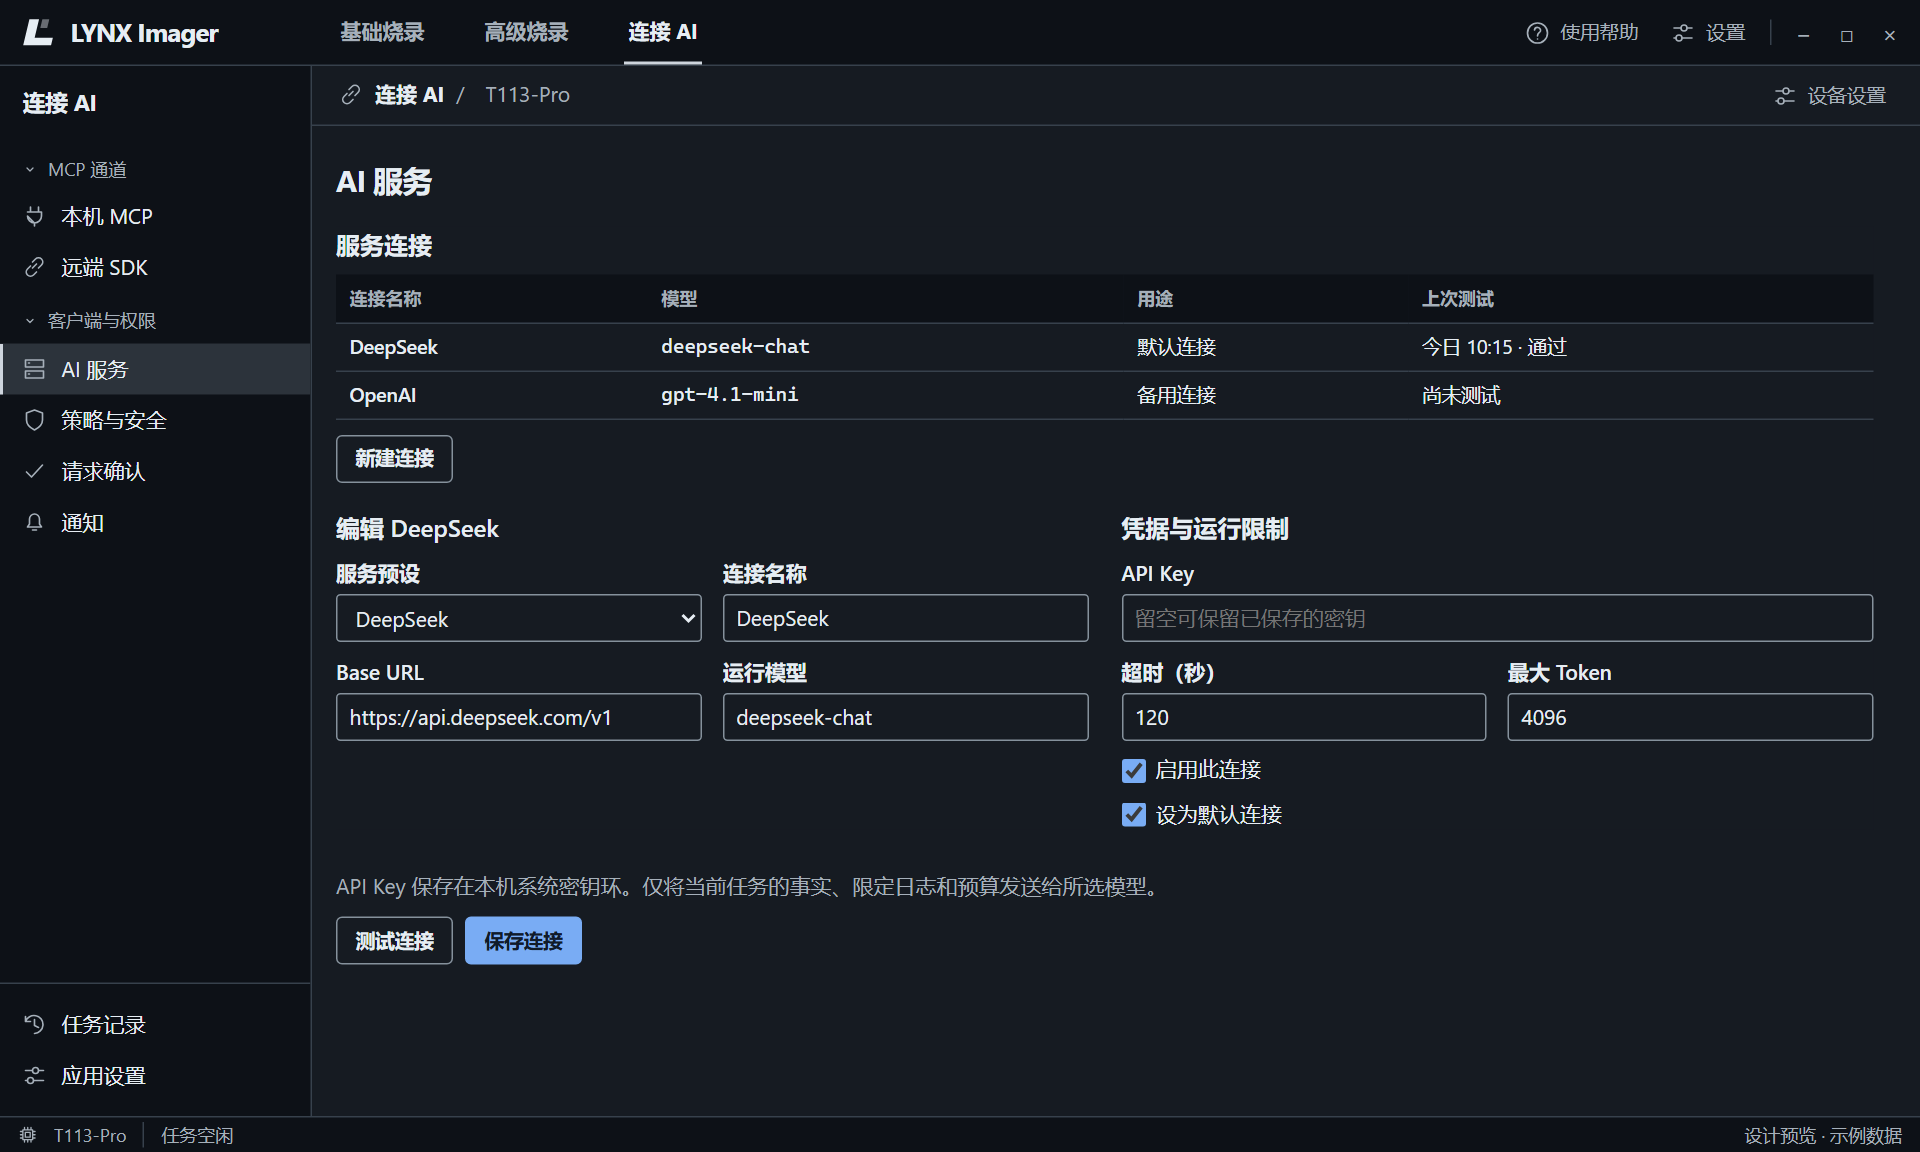 LYNX Imager
基础烧录
高级烧录
连接 AI
使用帮助
设置
连接 AI
MCP 通道
本机 MCP
远端 SDK
客户端与权限
AI 服务
策略与安全
请求确认
通知
任务记录
应用设置
连接 AI / T113-Pro
设备设置
AI 服务
服务连接
连接名称 模型 用途 上次测试
DeepSeek deepseek-chat 默认连接 今日 10:15 · 通过
OpenAI gpt-4.1-mini 备用连接 尚未测试
新建连接
编辑 DeepSeek
服务预设 连接名称
DeepSeek DeepSeek
Base URL 运行模型
https://api.deepseek.com/v1 deepseek-chat
凭据与运行限制
API Key
留空可保留已保存的密钥
超时（秒） 最大 Token
120 4096
启用此连接
设为默认连接
API Key 保存在本机系统密钥环。仅将当前任务的事实、限定日志和预算发送给所选模型。
测试连接 保存连接
T113-Pro 任务空闲
设计预览 · 示例数据